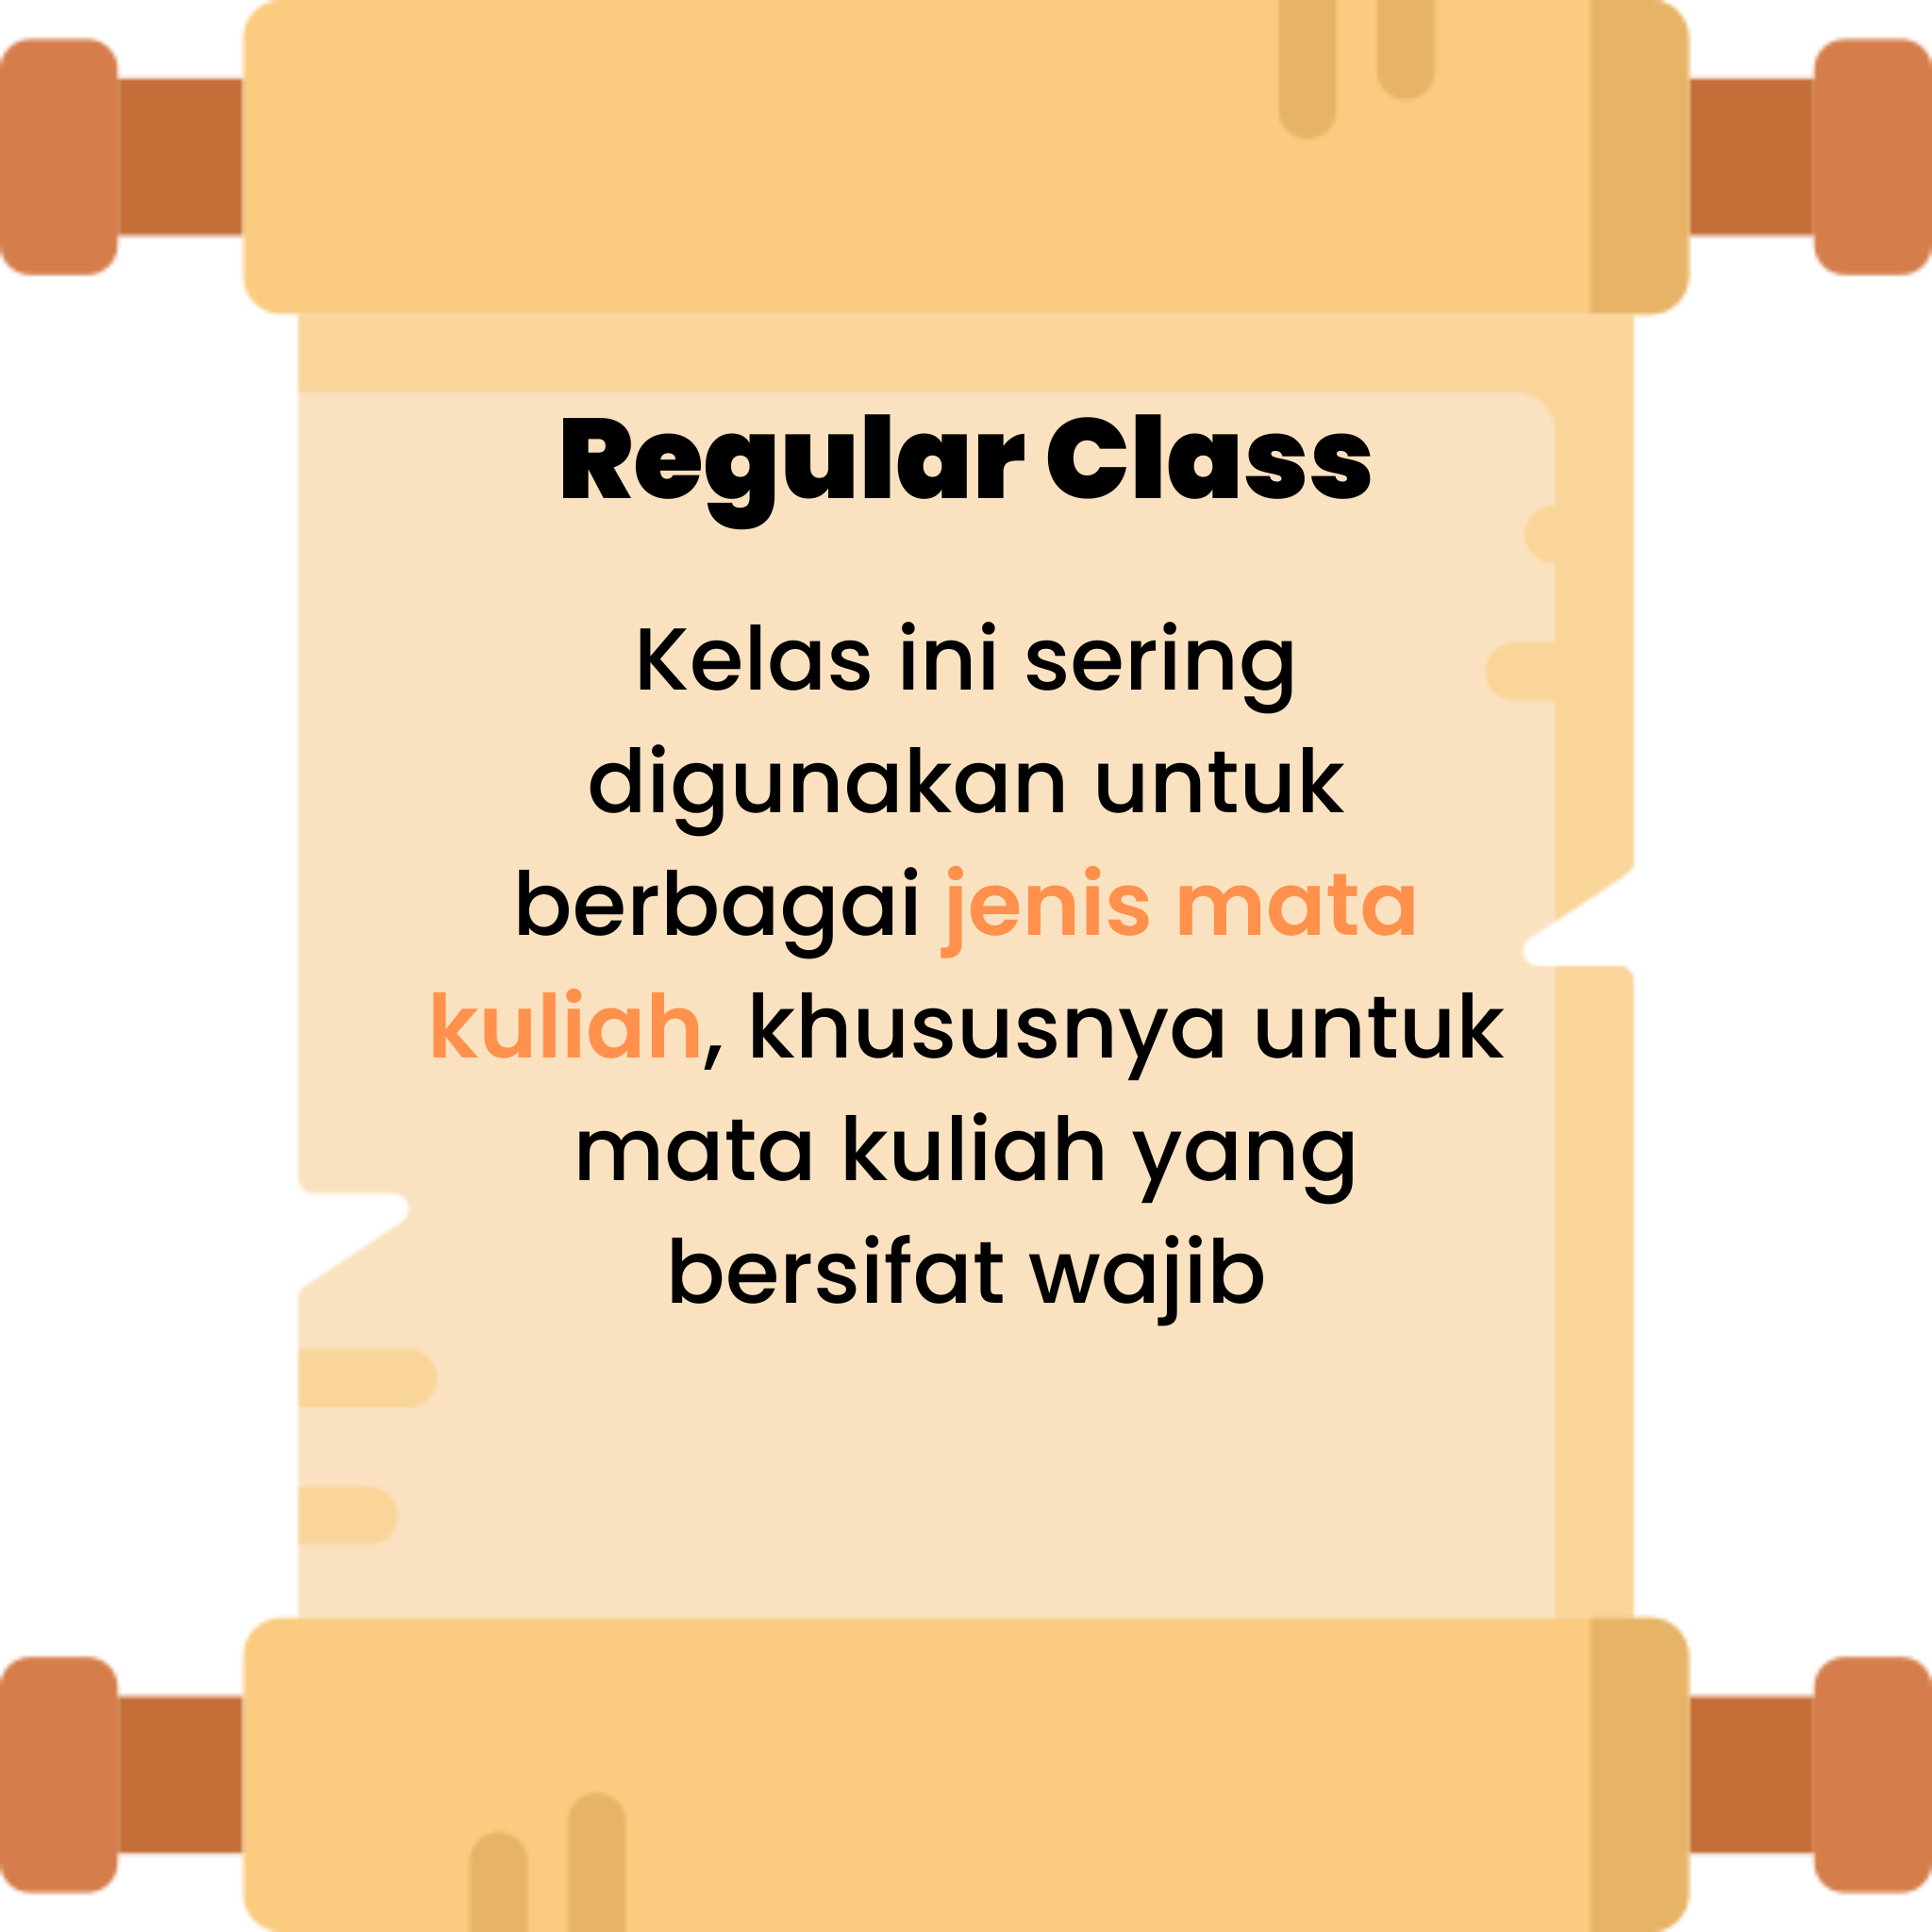 Regular Class
Kelas ini sering
digunakan untuk
berbagai jenis mata
kuliah, khususnya untuk
mata kuliah yang
bersifat wajib